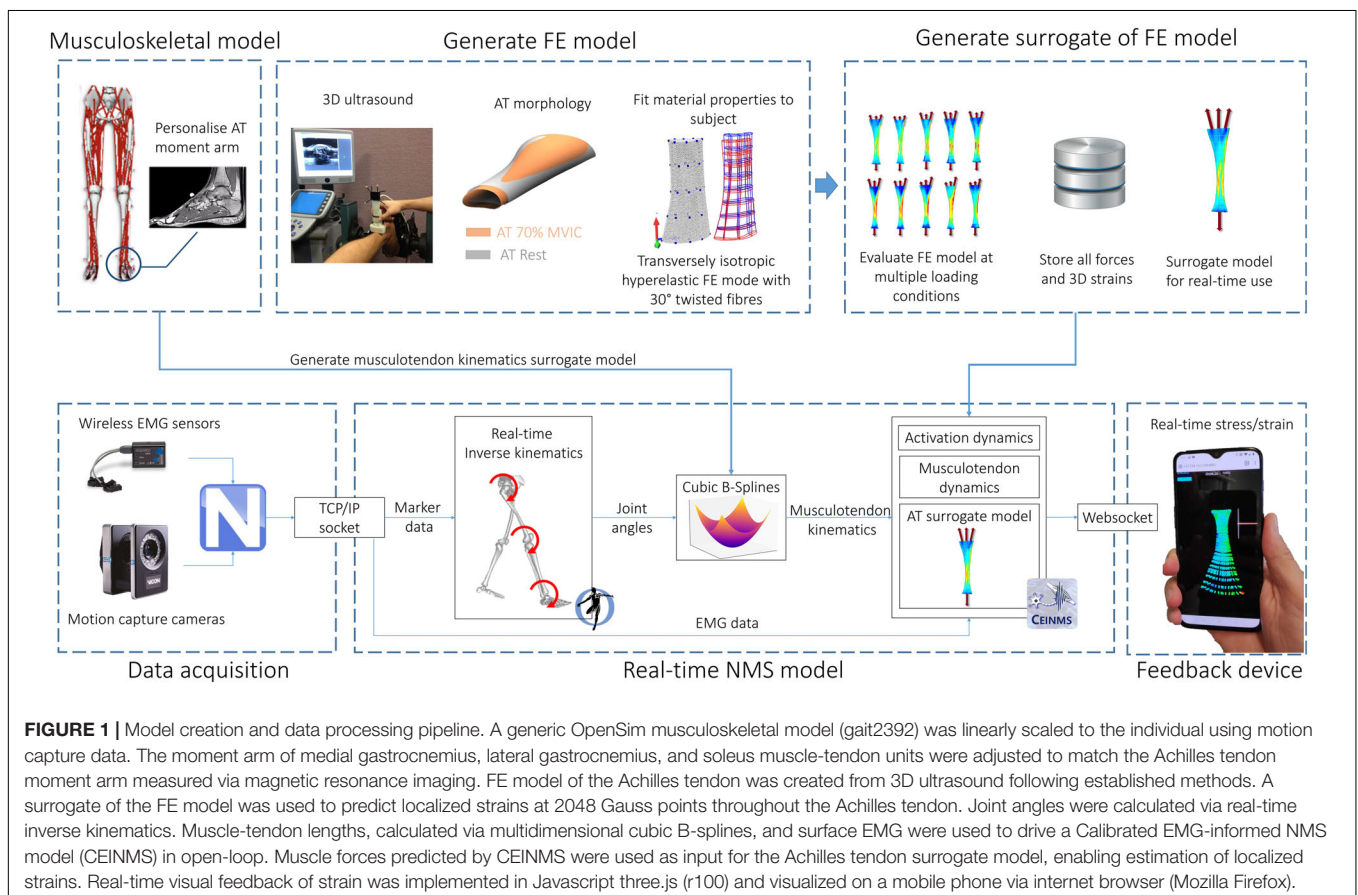 Musculoskeletal model
Generate FE model
Generate surrogate of FE model
Personalise AT
moment arm
3D ultrasound
AT morphology
AT 70% MVIC
AT Rest
Fit material properties to
subject
Transversely isotropic
hyperelastic FE mode with
30° twisted fibres
Evaluate FE model at
multiple loading
conditions
Store all forces
and 3D strains
Surrogate model
for real-time use
Generate musculotendon kinematics surrogate model
Wireless EMG sensors
Motion capture cameras
VICON
N
TCP/IP
socket
Marker
data
Real-time
Inverse kinematics
Joint
angles
Cubic B-Splines
Musculotendon
kinematics
EMG data
Activation dynamics
Musculotendon
dynamics
AT surrogate model
CEINMS
Websocket
Real-time stress/strain
Data acquisition
Real-time NMS model
Feedback device
FIGURE 1 | Model creation and data processing pipeline. A generic OpenSim musculoskeletal model (gait2392) was linearly scaled to the individual using motion
capture data. The moment arm of medial gastrocnemius, lateral gastrocnemius, and soleus muscle-tendon units were adjusted to match the Achilles tendon
moment arm measured via magnetic resonance imaging. FE model of the Achilles tendon was created from 3D ultrasound following established methods. A
surrogate of the FE model was used to predict localized strains at 2048 Gauss points throughout the Achilles tendon. Joint angles were calculated via real-time
inverse kinematics. Muscle-tendon lengths, calculated via multidimensional cubic B-splines, and surface EMG were used to drive a Calibrated EMG-informed NMS
model (CEINMS) in open-loop. Muscle forces predicted by CEINMS were used as input for the Achilles tendon surrogate model, enabling estimation of localized
strains. Real-time visual feedback of strain was implemented in Javascript three.js (r100) and visualized on a mobile phone via internet browser (Mozilla Firefox).